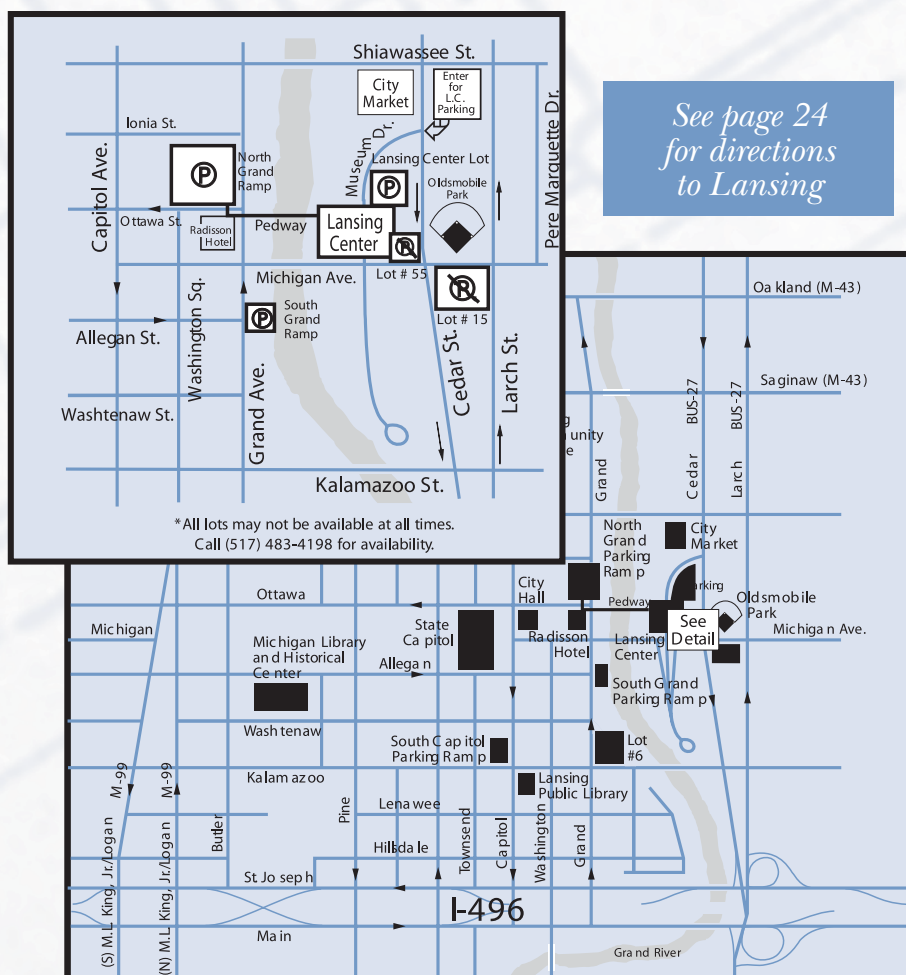 Shiawassee St.
City
Market
Enter
for
L.C.
Parking
Ionia St.
Museum Dr.
Lansing Center Lot
Pere Marquette Dr.
Capitol Ave.
P
North
Grand
Ramp
P
Oldsmobile
Park
Ottawa St.
Radisson
Hotel
Pedway
Lansing
Center
P
Lot # 55
Michigan Ave.
Washington Sq.
P
South
Grand
Ramp
P
Lot # 15
Allegan St.
Cedar St.
Larch St.
Washtenaw St.
Grand Ave.
Kalamazoo St.
*All lots may not be available at all times.
Call (517) 483-4198 for availability.
See page 24
for directions
to Lansing
Oakland (M-43)
Saginaw (M-43)
BUS-27
BUS-27
Cedar
Larch
Grand
North
Grand
Parking
Ramp
City
Market
City
Hall
Pedway
Oldsmobile
Park
Ottawa
State
Capitol
Radisson
Hotel
Lansing
Center
See
Detail
Michigan Ave.
Michigan
Michigan Library
and Historical
Center
Allegan
South Grand
Parking Ramp
Washtenaw
South Capitol
Parking Ramp
Lot
#6
M-99
M-99
Kalamazoo
Lansing
Public Library
Lenawee
Butler
Pine
Townsend
Capitol
Washington
Grand
Hillsdale
St Joseph
I-496
Main
(S) M.L King, Jr./Logan
(N) M.L King, Jr./Logan
Grand River